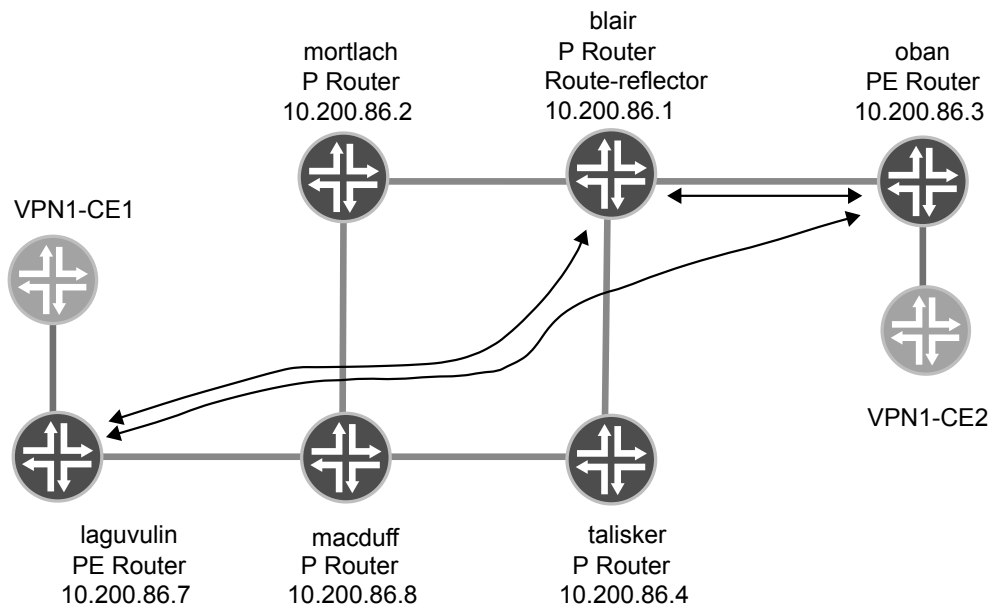 blair
P Router
Route-reflector
10.200.86.1
mortlach
P Router
10.200.86.2
oban
PE Router
10.200.86.3
VPN1-CE1
VPN1-CE2
laguvulin
PE Router
10.200.86.7
macduff
P Router
10.200.86.8
talisker
P Router
10.200.86.4